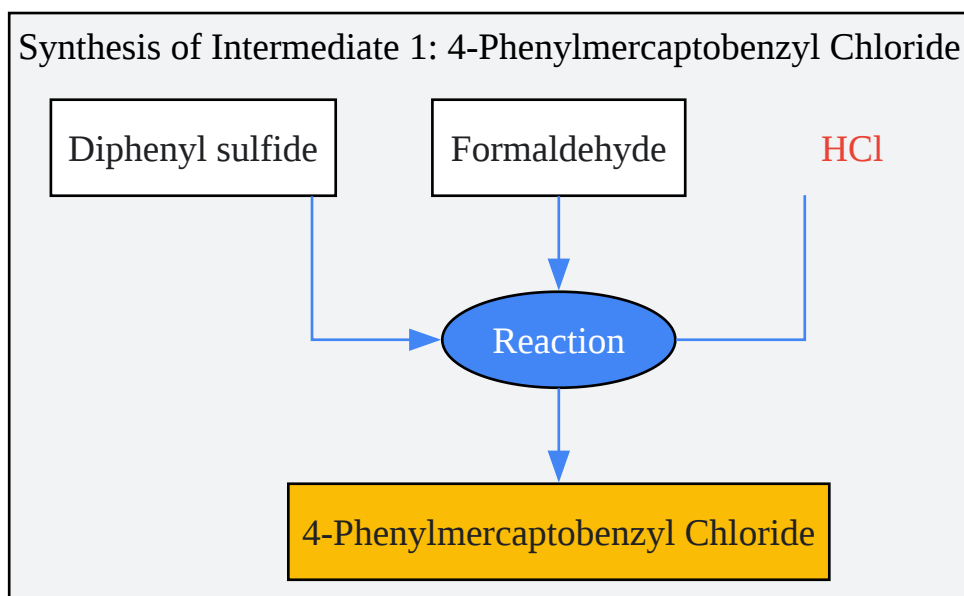 Synthesis of Intermediate 1: 4-Phenylmercaptobenzyl Chloride
Diphenyl sulfide
Formaldehyde
HCl
Reaction
4-Phenylmercaptobenzyl Chloride